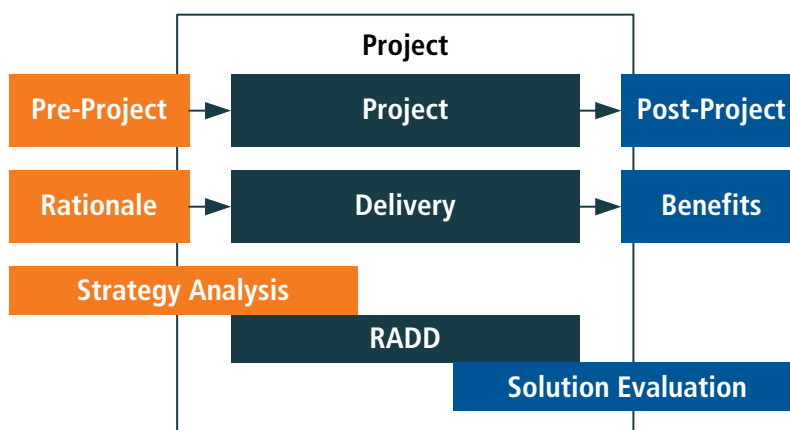 Project
Pre-Project
Project
Post-Project
Rationale
Delivery
Benefits
Strategy Analysis
RADD
Solution Evaluation